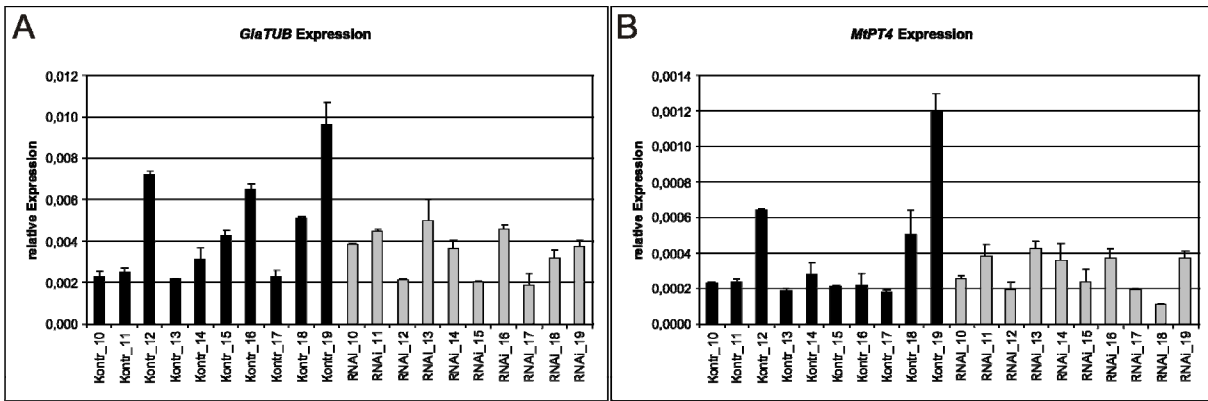 A
GiaTUB Expression
relative Expression
0,012
0,010
0,008
0,006
0,004
0,002
0,000
Kontr_10
Kontr_11
Kontr_12
Kontr_13
Kontr_14
Kontr_15
Kontr_16
Kontr_17
Kontr_18
Kontr_19
RNAi_10
RNAi_11
RNAi_12
RNAi_13
RNAi_14
RNAi_15
RNAi_16
RNAi_17
RNAi_18
RNAi_19
B
MtPT4 Expression
relative Expression
0,0014
0,0012
0,0010
0,0008
0,0006
0,0004
0,0002
0,0000
Kontr_10
Kontr_11
Kontr_12
Kontr_13
Kontr_14
Kontr_15
Kontr_16
Kontr_17
Kontr_18
Kontr_19
RNAi_10
RNAi_11
RNAi_12
RNAi_13
RNAi_14
RNAi_15
RNAi_16
RNAi_17
RNAi_18
RNAi_19